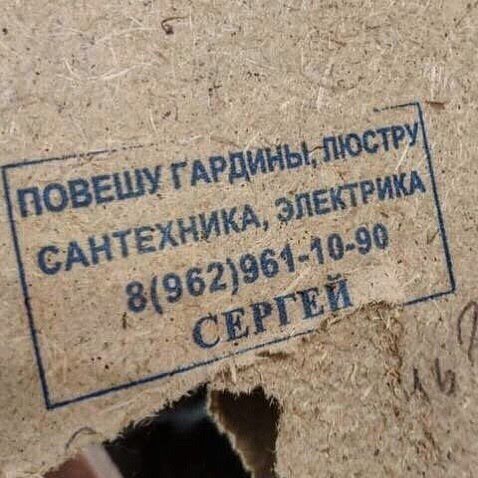 ПОВЕШУ ГАРДИНЫ, ЛЮСТРУ
САНТЕХНИКА, ЭЛЕКТРИКА
8(962)961-10-90
СЕРГЕЙ